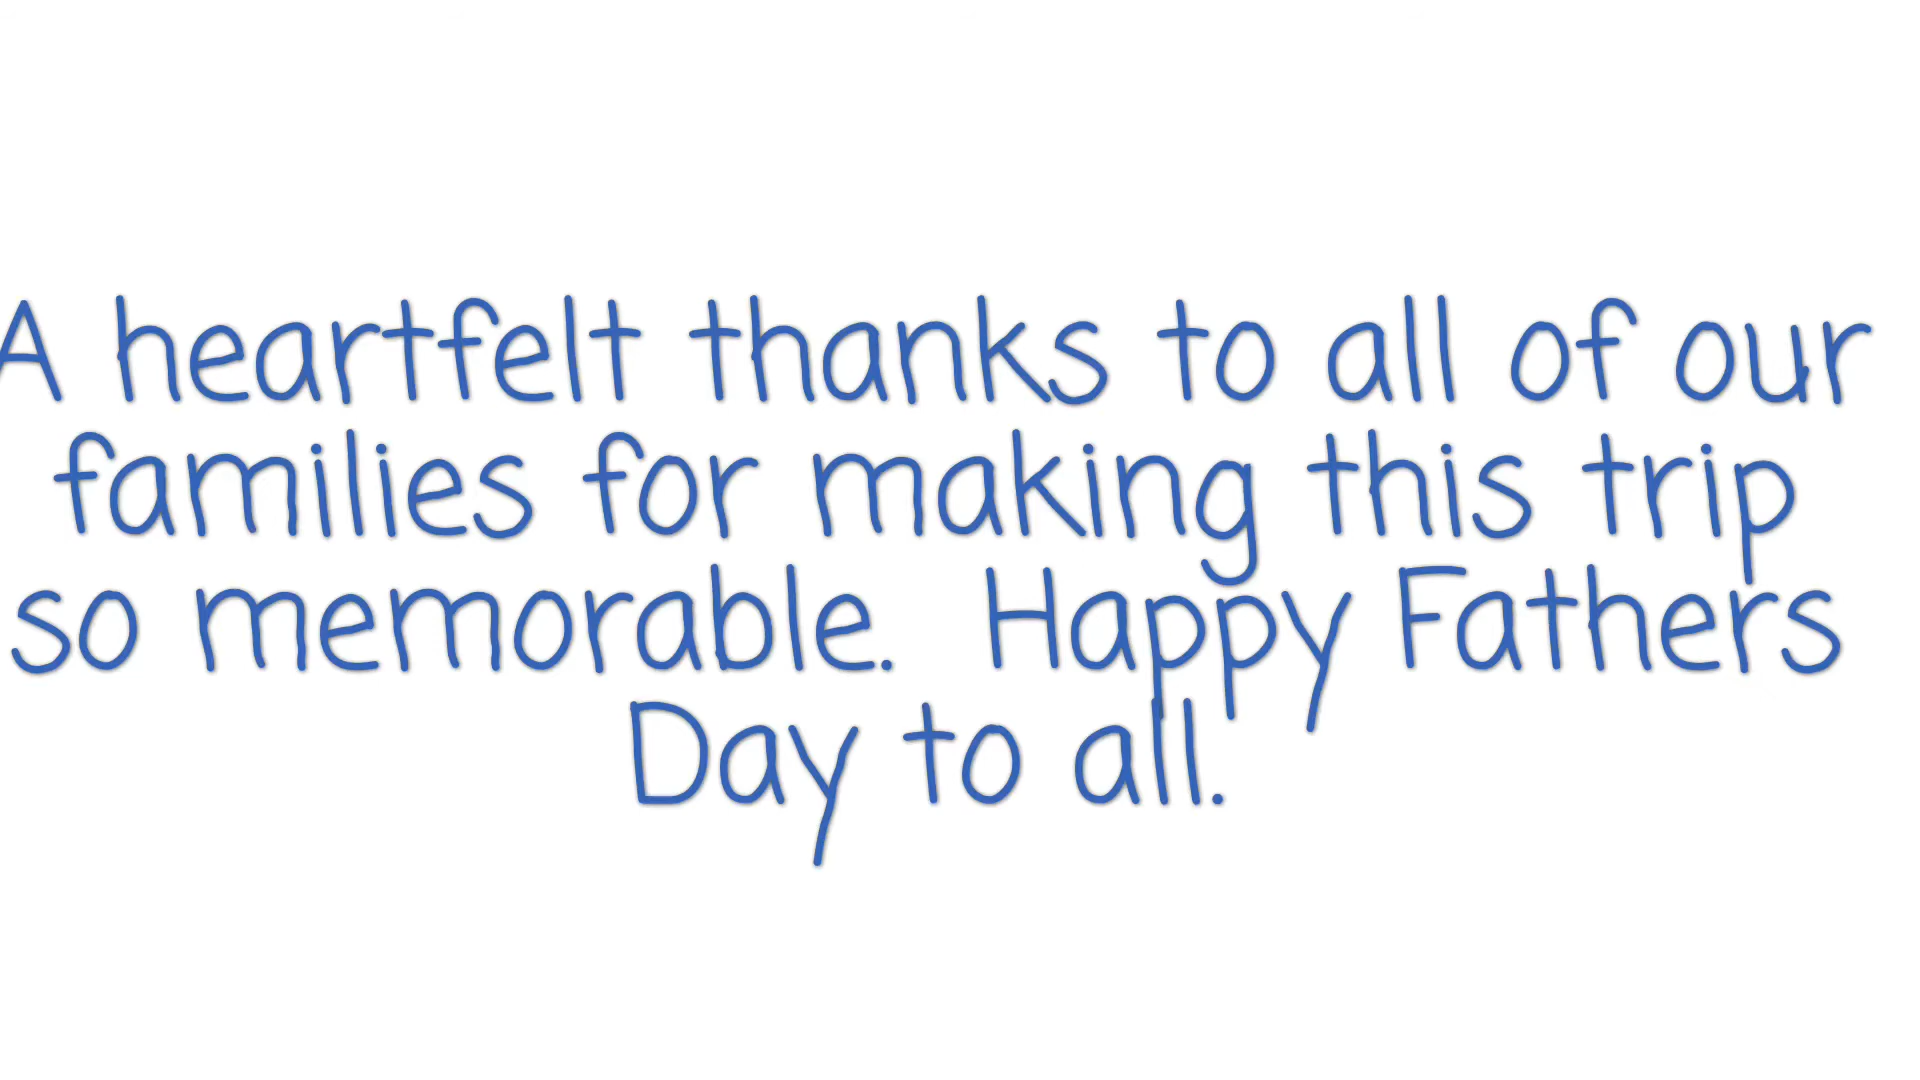 A heartfelt thanks to all of our
families for making this trip
so memorable.  Happy Fathers
Day to all.